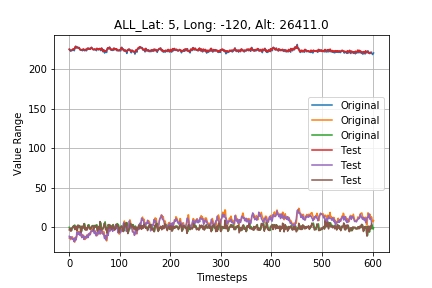 ALL_Lat: 5, Long: -120, Alt: 26411.0
Value Range
200
150
100
50
0
Original
Original
Original
Test
Test
Test
0 100 200 300 400 500 600
Timesteps